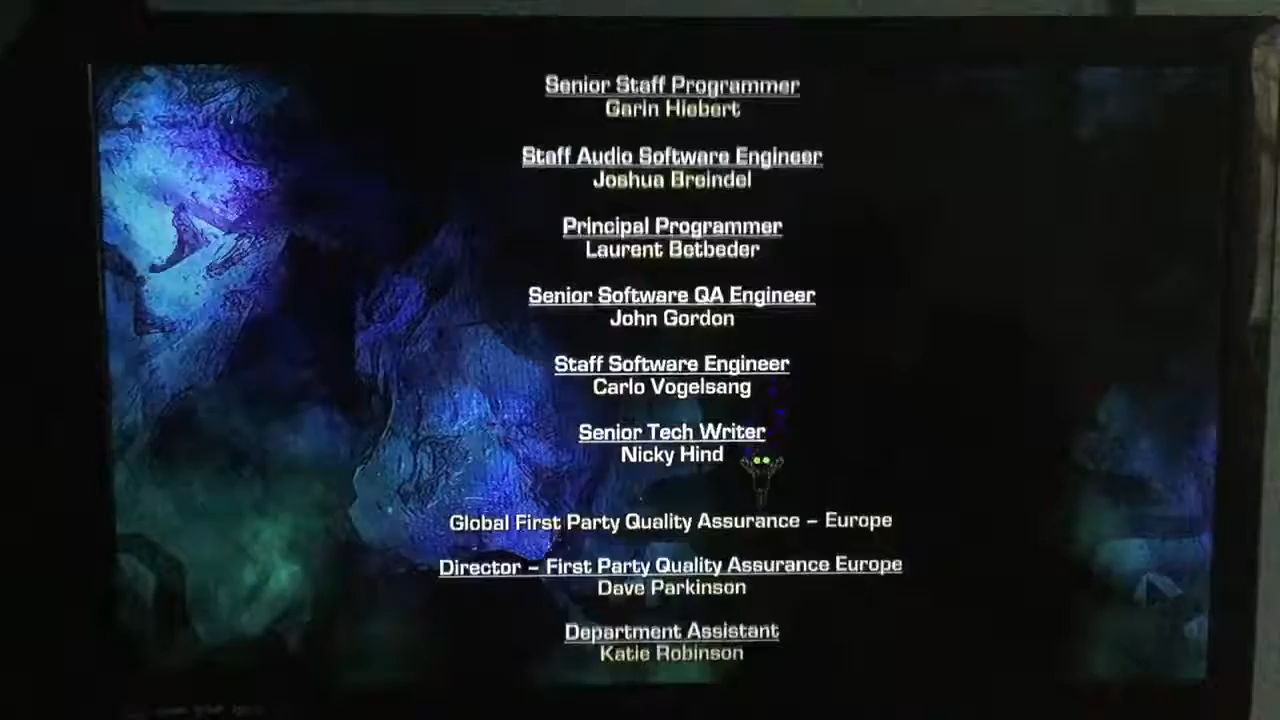 Senior Staff Programmer
Garin Hiebert
Staff Audio Software Engineer
Joshua Breindel
Principal Programmer
Laurent Betbeder
Senior Software QA Engineer
John Gordon
Staff Software Engineer
Carlo Vogelsang
Senior Tech Writer
Nicky Hind
Global First Party Quality Assurance – Europe
Director – First Party Quality Assurance Europe
Dave Parkinson
Department Assistant
Katie Robinson